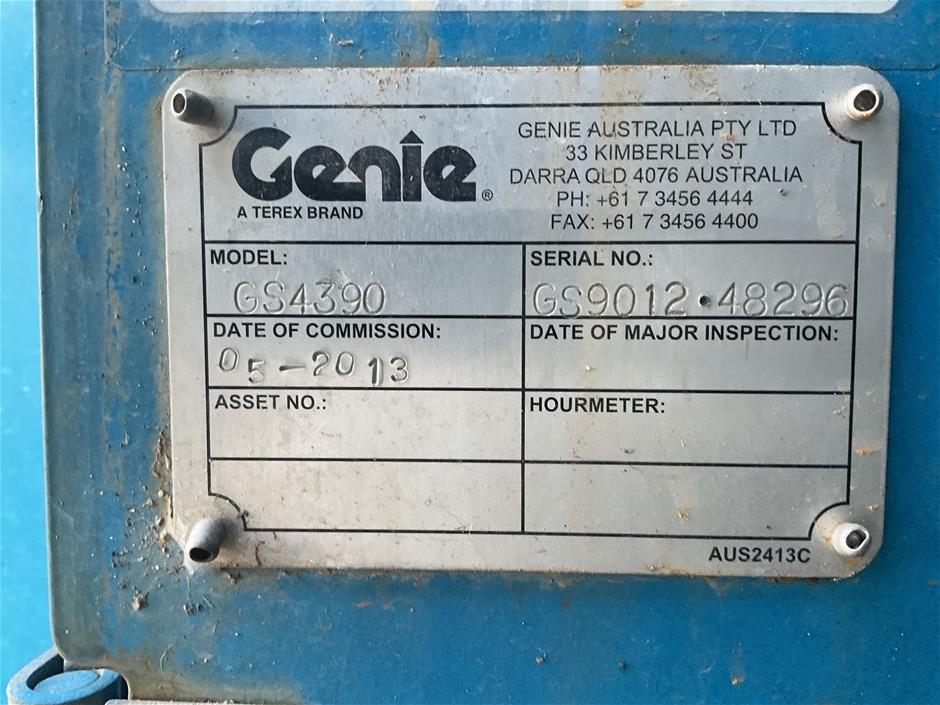 Genie®
A TEREX BRAND
GENIE AUSTRALIA PTY LTD
33 KIMBERLEY ST
DARRA QLD 4076 AUSTRALIA
PH: +61 7 3456 4444
FAX: +61 7 3456 4400
MODEL:
GS4390
SERIAL NO.:
GS9012•48296
DATE OF COMMISSION:
05-2013
DATE OF MAJOR INSPECTION:
ASSET NO.:
HOURMETER:
AUS2413C